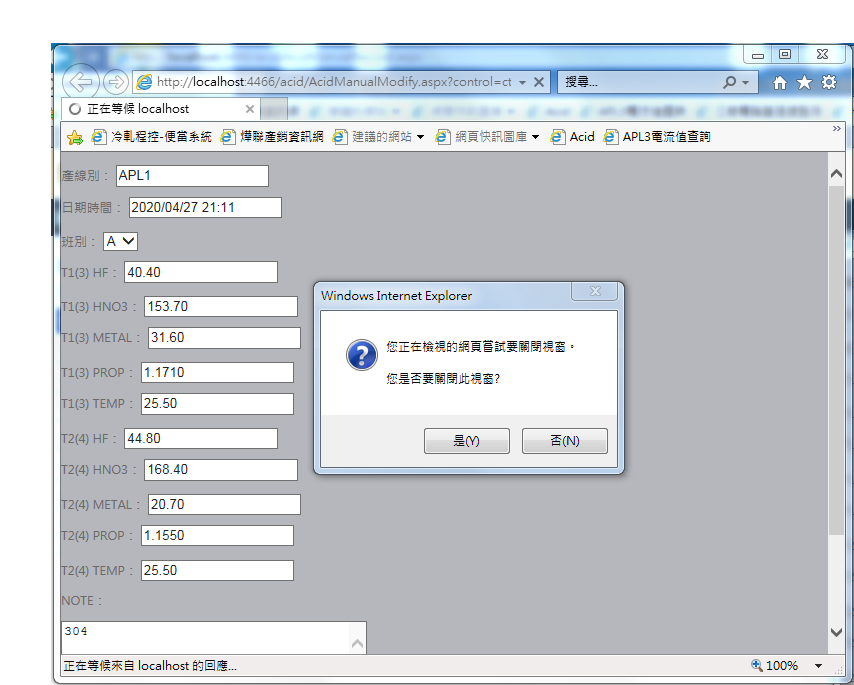 http://localhost:4466/acid/AcidManualModify.aspx?control=ct
搜尋...
正在等候 localhost
冷軋程控-便當系統
燁聯產銷資訊網
建議的網站
網頁快訊圖庫
Acid
APL3電流值查詢
產線別： APL1
日期時間： 2020/04/27 21:11
班別： A
T1(3) HF： 40.40
T1(3) HNO3： 153.70
T1(3) METAL： 31.60
T1(3) PROP： 1.1710
T1(3) TEMP： 25.50
T2(4) HF： 44.80
T2(4) HNO3： 168.40
T2(4) METAL： 20.70
T2(4) PROP： 1.1550
T2(4) TEMP： 25.50
NOTE：
304
Windows Internet Explorer
您正在檢視的網頁嘗試要關閉視窗。
您是否要關閉此視窗?
是(Y)
否(N)
正在等候來自 localhost 的回應...
100%